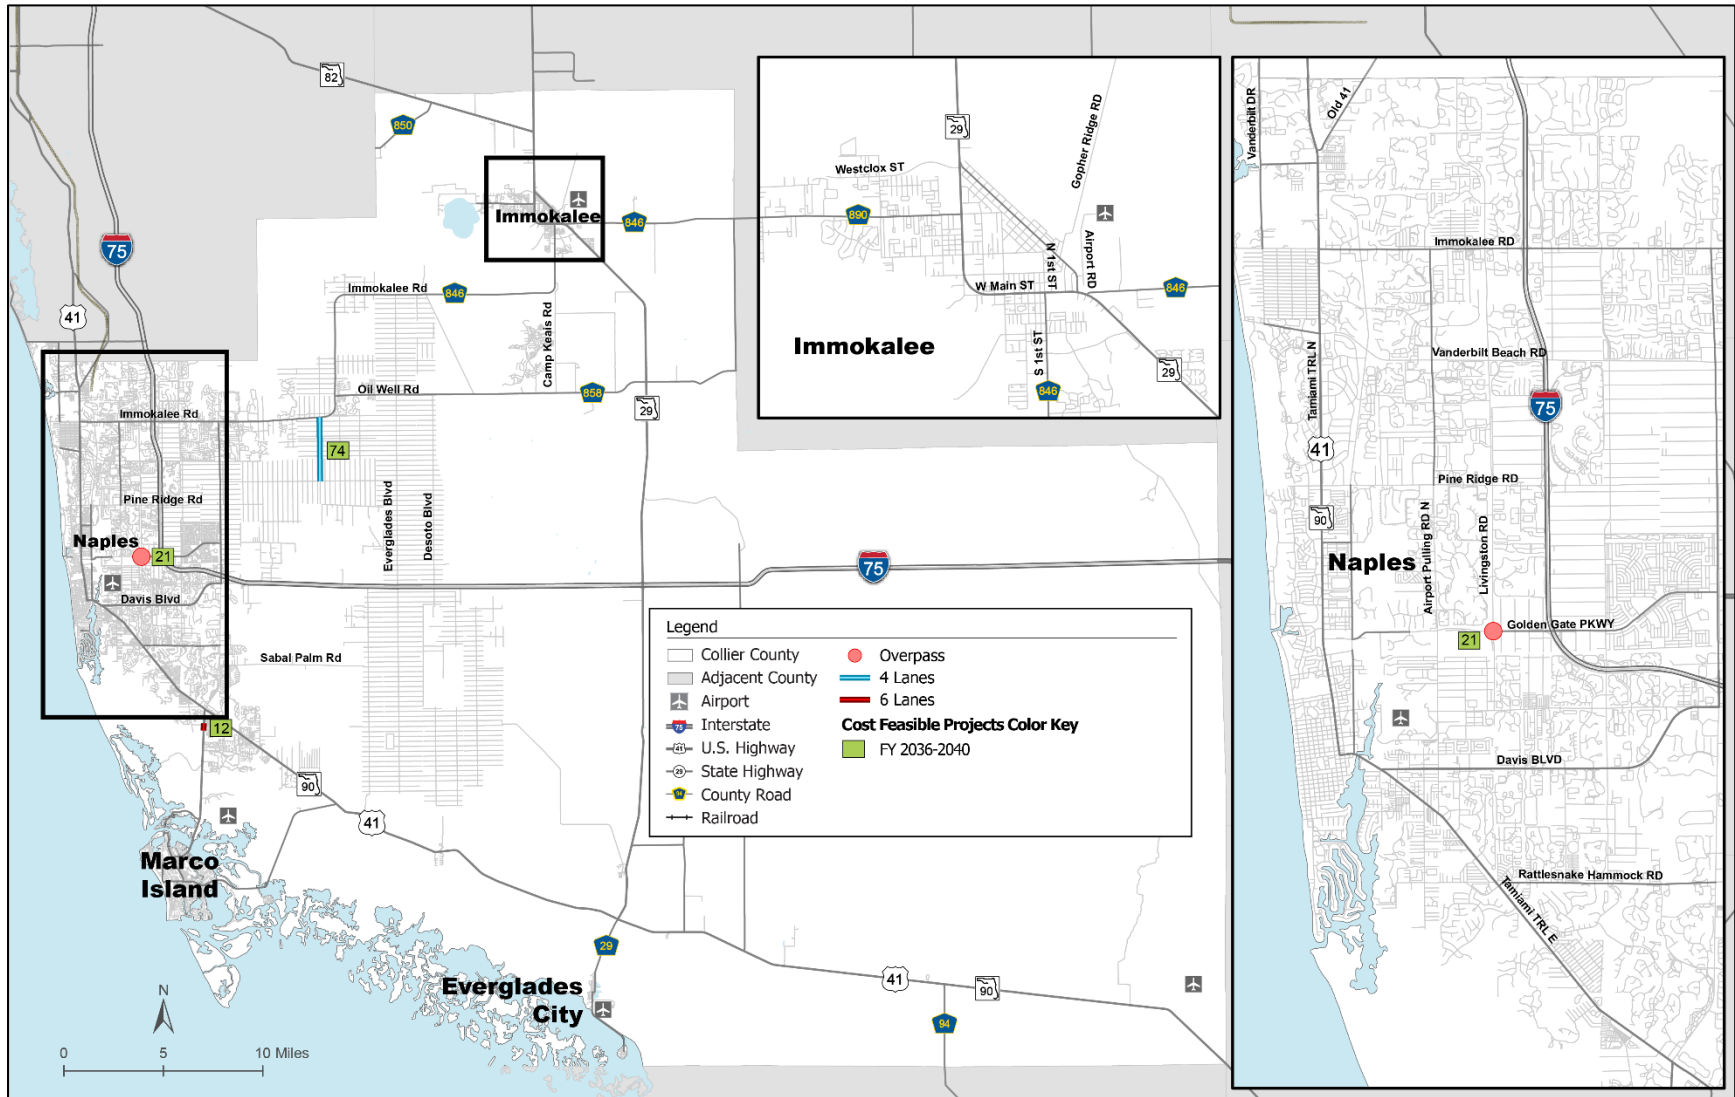 82
850
75
41
Immokalee
846
Immokalee Rd
846
Camp Keais Rd
Oil Well Rd
858
29
Immokalee Rd
74
Pine Ridge Rd
Everglades Blvd
Desoto Blvd
Naples
21
75
Davis Blvd
Sabal Palm Rd
12
90
41
Marco
Island
29
Everglades
City
41
90
94
N
0
5
10 Miles
29
Gopher Ridge RD
Westclox ST
890
N 1st ST
Airport RD
W Main ST
846
Immokalee
S 1st ST
29
846
Legend
Collier County
Adjacent County
Airport
75
Interstate
41
U.S. Highway
29
State Highway
94
County Road
Railroad
Overpass
4 Lanes
6 Lanes
Cost Feasible Projects Color Key
FY 2036-2040
Vanderbilt DR
Old 41
Immokalee RD
Vanderbilt Beach RD
Tamiami TRL N
75
41
Pine Ridge RD
90
Airport Pulling RD N
Livingston RD
Naples
Golden Gate PKWY
21
Davis BLVD
Rattlesnake Hammock RD
Tamiami TRL E